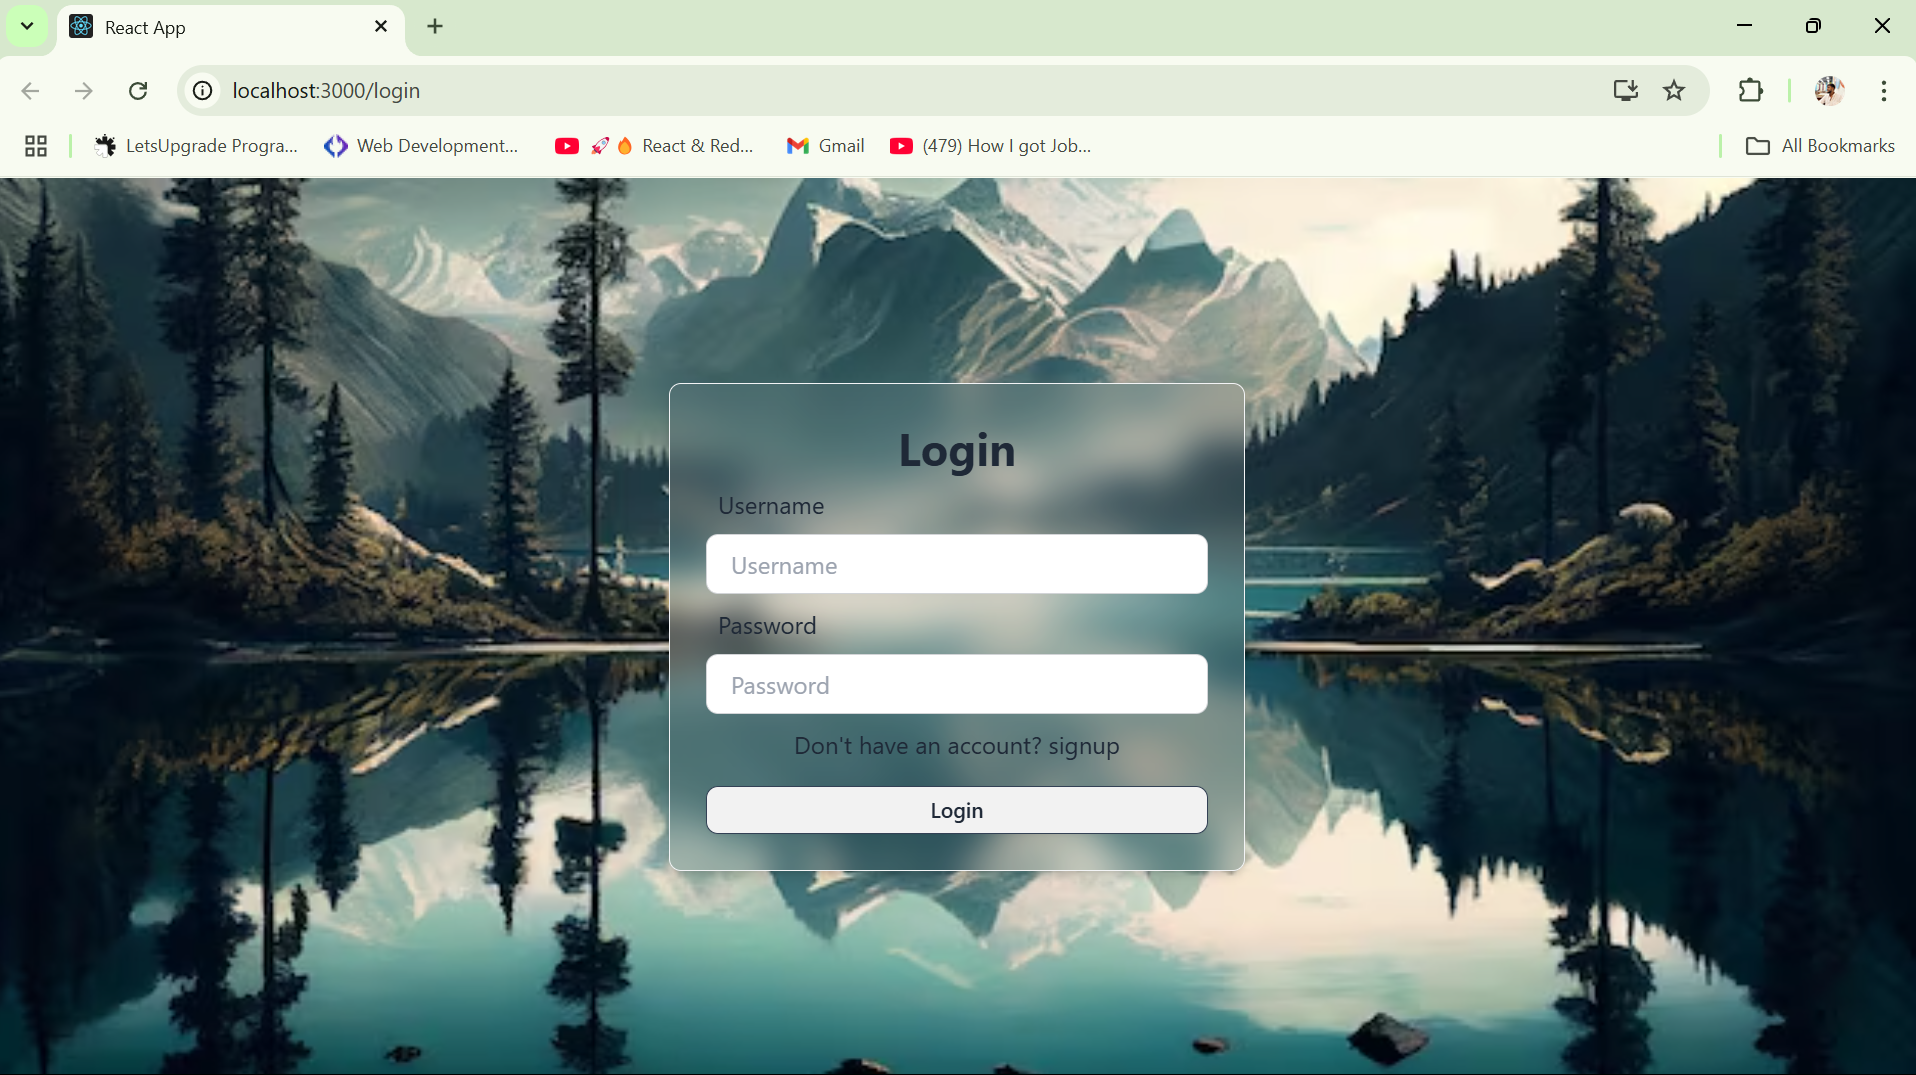 React App
localhost:3000/login
LetsUpgrade Progra... Web Development... React & Red... Gmail (479) How I got Job... All Bookmarks
Login
Username
Username
Password
Password
Don't have an account? signup
Login